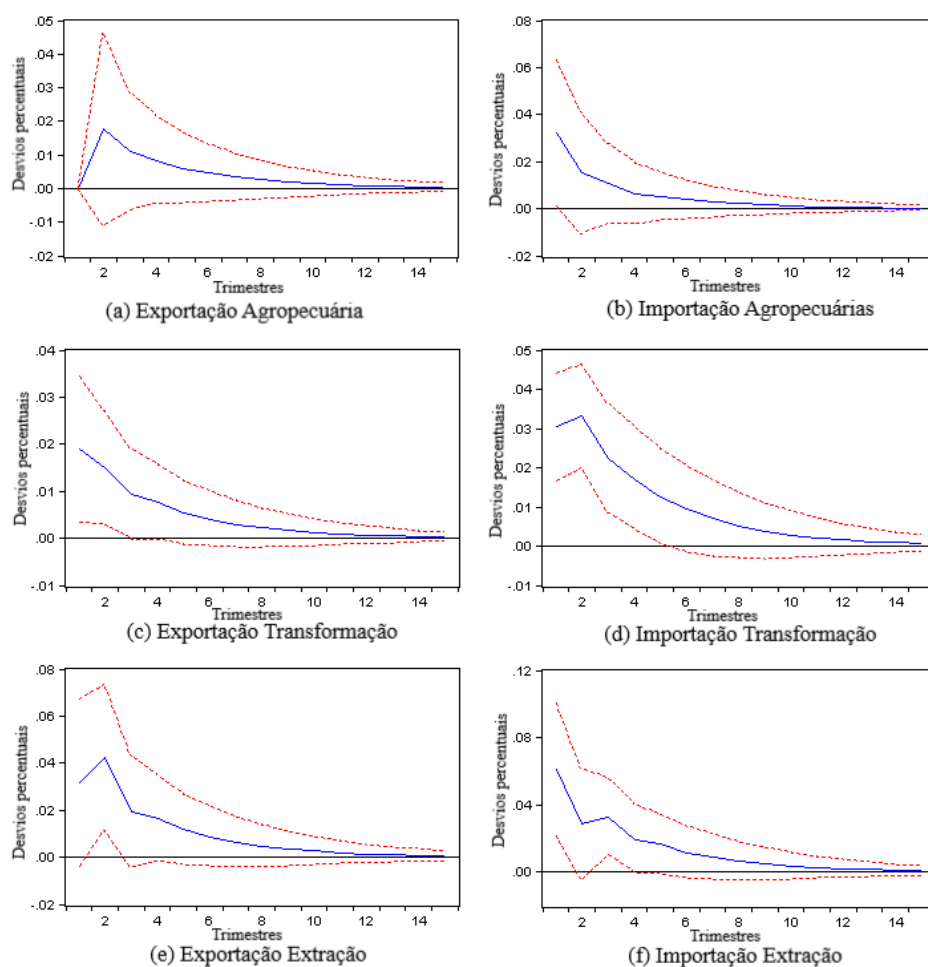 .05
.04
.03
.02
.01
.00
-.01
-.02
Desvios percentuais
2 4 6 8 10 12 14
Trimestres
(a) Exportação Agropecuária
.08
.06
.04
.02
.00
-.02
Desvios percentuais
2 4 6 8 10 12 14
Trimestres
(b) Importação Agropecuárias
.04
.03
.02
.01
.00
-.01
Desvios percentuais
2 4 6 8 10 12 14
Trimestres
(c) Exportação Transformação
.05
.04
.03
.02
.01
.00
-.01
Desvios percentuais
2 4 6 8 10 12 14
Trimestres
(d) Importação Transformação
.08
.06
.04
.02
.00
-.02
Desvios percentuais
2 4 6 8 10 12 14
Trimestres
(e) Exportação Extração
.12
.08
.04
.00
Desvios percentuais
2 4 6 8 10 12 14
Trimestres
(f) Importação Extração